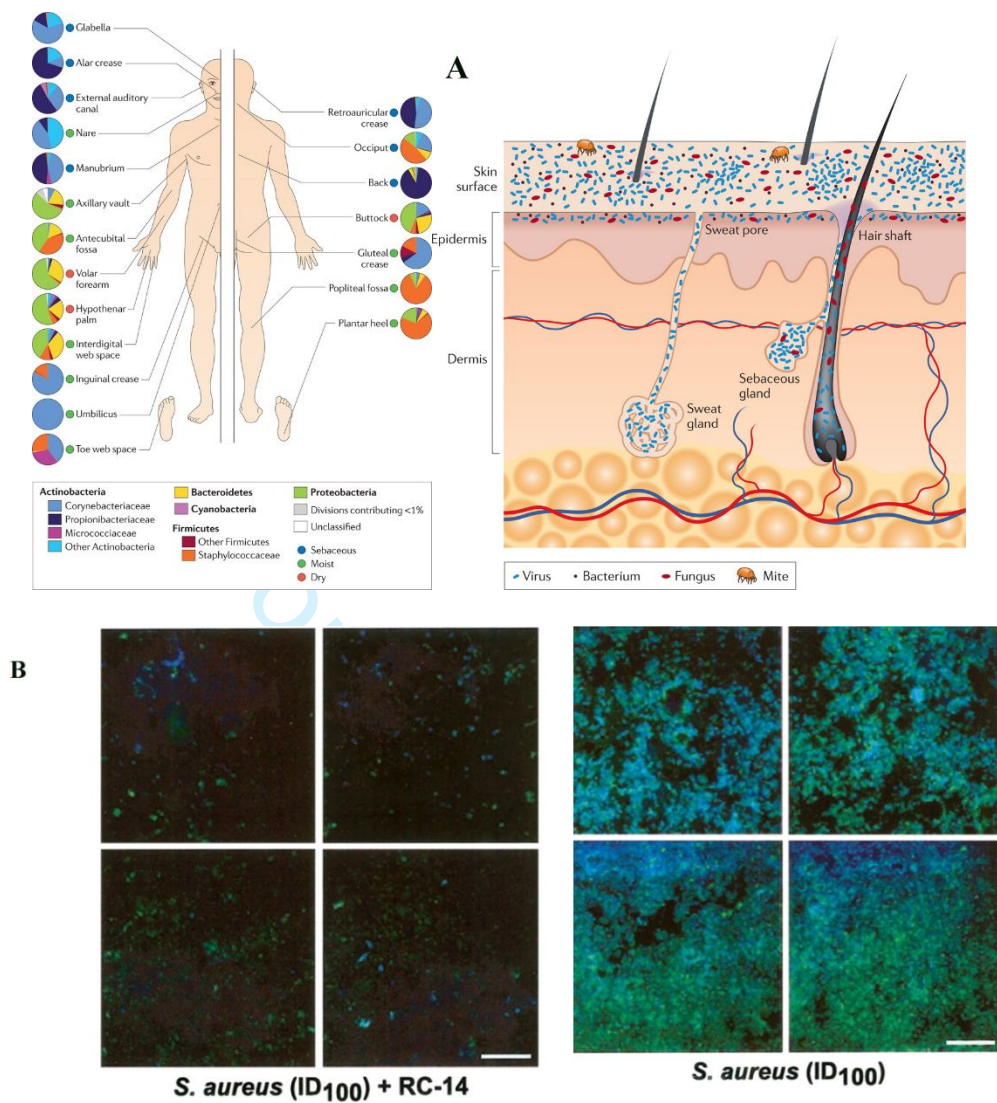 Glabella
Alar crease
External auditory
canal
Nare
Manubrium
Axillary vault
Antecubital
fossa
Volar
forearm
Hypothenar
palm
Interdigital
web space
Inguinal crease
Umbilicus
Toe web space
Retroauricular
crease
Occiput
Back
Buttock
Gluteal
crease
Popliteal fossa
Plantar heel
Actinobacteria
Corynebacteriaceae
Propionibacteriaceae
Micrococciaceae
Other Actinobacteria
Bacteroidetes
Cyanobacteria
Firmicutes
Other Firmicutes
Staphylococcaceae
Proteobacteria
Divisions contributing <1%
Unclassified
Sebaceous
Moist
Dry
A
Skin
surface
Epidermis
Dermis
Sweat pore
Hair shaft
Sebaceous
gland
Sweat
gland
Virus
Bacterium
Fungus
Mite
B
S. aureus (ID100) + RC-14
S. aureus (ID100)